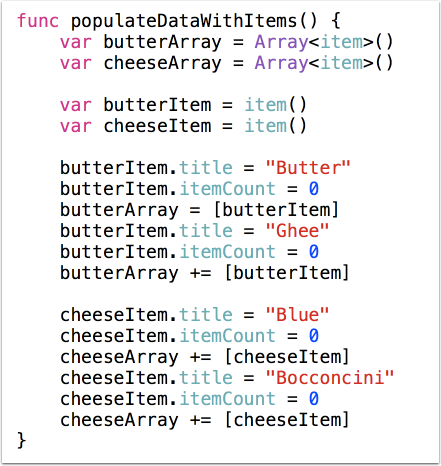 func populateDataWithItems() {
    var butterArray = Array<item>()
    var cheeseArray = Array<item>()

    var butterItem = item()
    var cheeseItem = item()

    butterItem.title = "Butter"
    butterItem.itemCount = 0
    butterArray = [butterItem]
    butterItem.title = "Ghee"
    butterItem.itemCount = 0
    butterArray += [butterItem]

    cheeseItem.title = "Blue"
    cheeseItem.itemCount = 0
    cheeseArray += [cheeseItem]
    cheeseItem.title = "Bocconcini"
    cheeseItem.itemCount = 0
    cheeseArray += [cheeseItem]
}